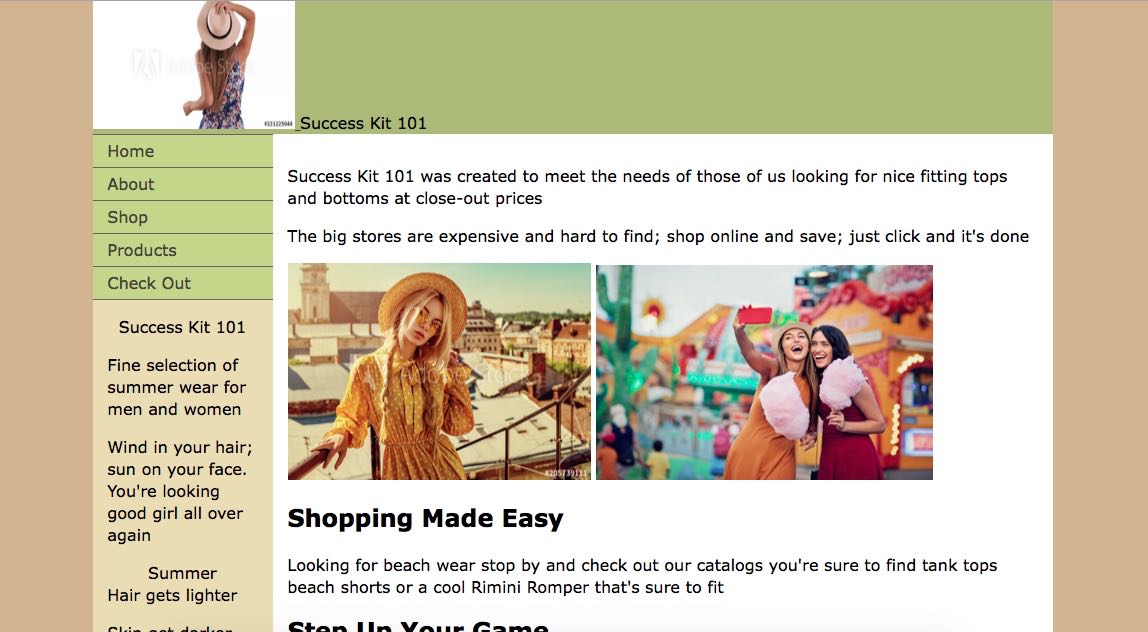 Adobe Stock
#221225044
Success Kit 101
Home
About
Shop
Products
Check Out
Success Kit 101
Fine selection of
summer wear for
men and women
Wind in your hair;
sun on your face.
You're looking
good girl all over
again
Summer
Hair gets lighter
Skin get darker
Success Kit 101 was created to meet the needs of those of us looking for nice fitting tops
and bottoms at close-out prices
The big stores are expensive and hard to find; shop online and save; just click and it's done
Adobe Stock
#205739111
Shopping Made Easy
Looking for beach wear stop by and check out our catalogs you're sure to find tank tops
beach shorts or a cool Rimini Romper that's sure to fit
Step Up Your Game